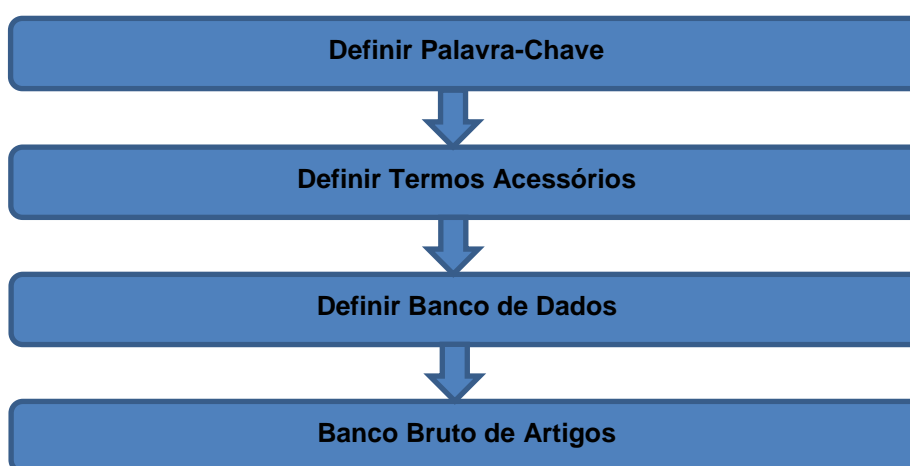 Definir Palavra-Chave
Definir Termos Acessórios
Definir Banco de Dados
Banco Bruto de Artigos